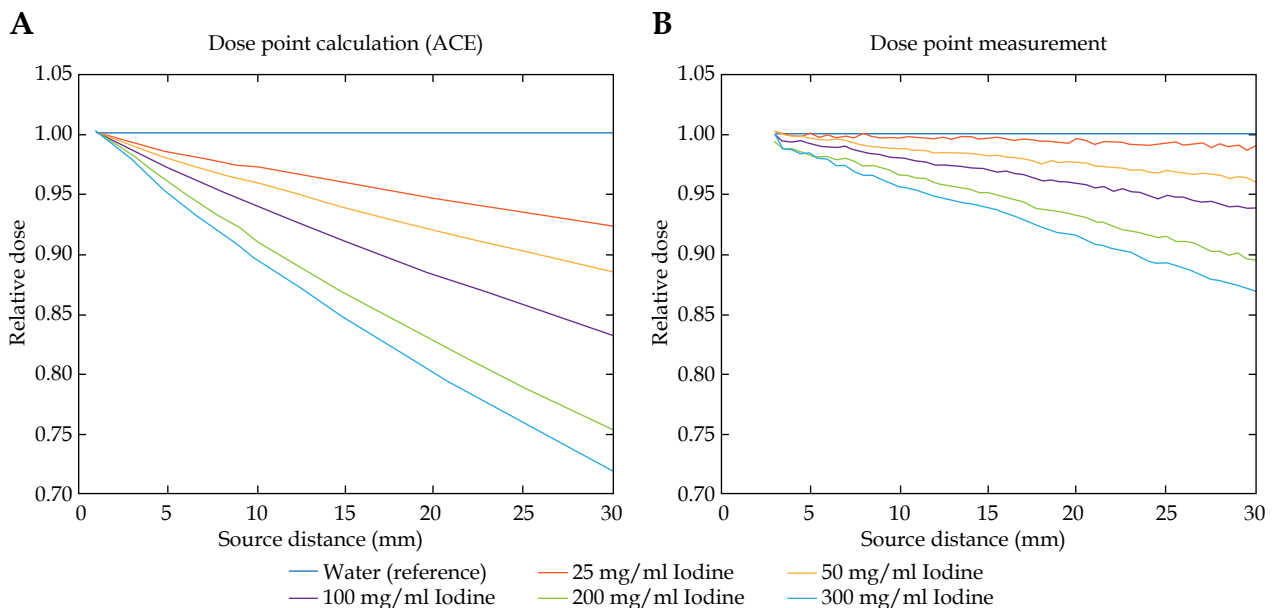 A
Dose point calculation (ACE)
1.05
1.00
0.95
0.90
0.85
0.80
0.75
0.70
Relative dose
0 5 10 15 20 25 30
Source distance (mm)
B
Dose point measurement
1.05
1.00
0.95
0.90
0.85
0.80
0.75
0.70
Relative dose
0 5 10 15 20 25 30
Source distance (mm)
Water (reference) 25 mg/ml Iodine 50 mg/ml Iodine
100 mg/ml Iodine 200 mg/ml Iodine 300 mg/ml Iodine